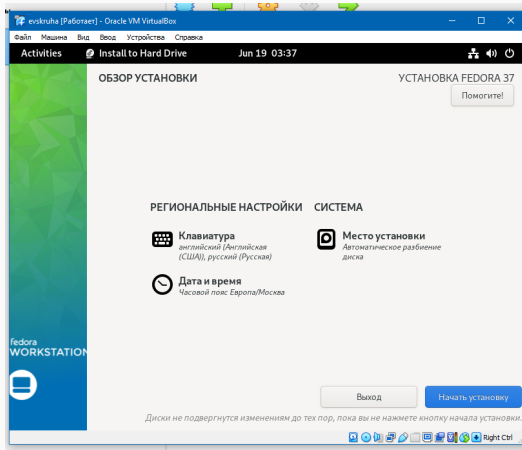 evskruha [Работает] - Oracle VM VirtualBox
Файл Машина Вид Ввод Устройства Справка
Activities Install to Hard Drive Jun 19 03:37
ОБЗОР УСТАНОВКИ
УСТАНОВКА FEDORA 37
Помогите!
РЕГИОНАЛЬНЫЕ НАСТРОЙКИ
Клавиатура
английский (Английская
(США)), русский (Русская)
Дата и время
Часовой пояс Европа/Москва
СИСТЕМА
Место установки
Автоматическое разбиение
диска
fedora
WORKSTATION
Выход
Начать установку
Диски не подвергнутся изменениям до тех пор, пока вы не нажмете кнопку начала установки.
Right Ctrl